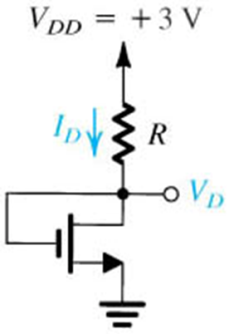 V_DD = +3 V
I_D R
V_D